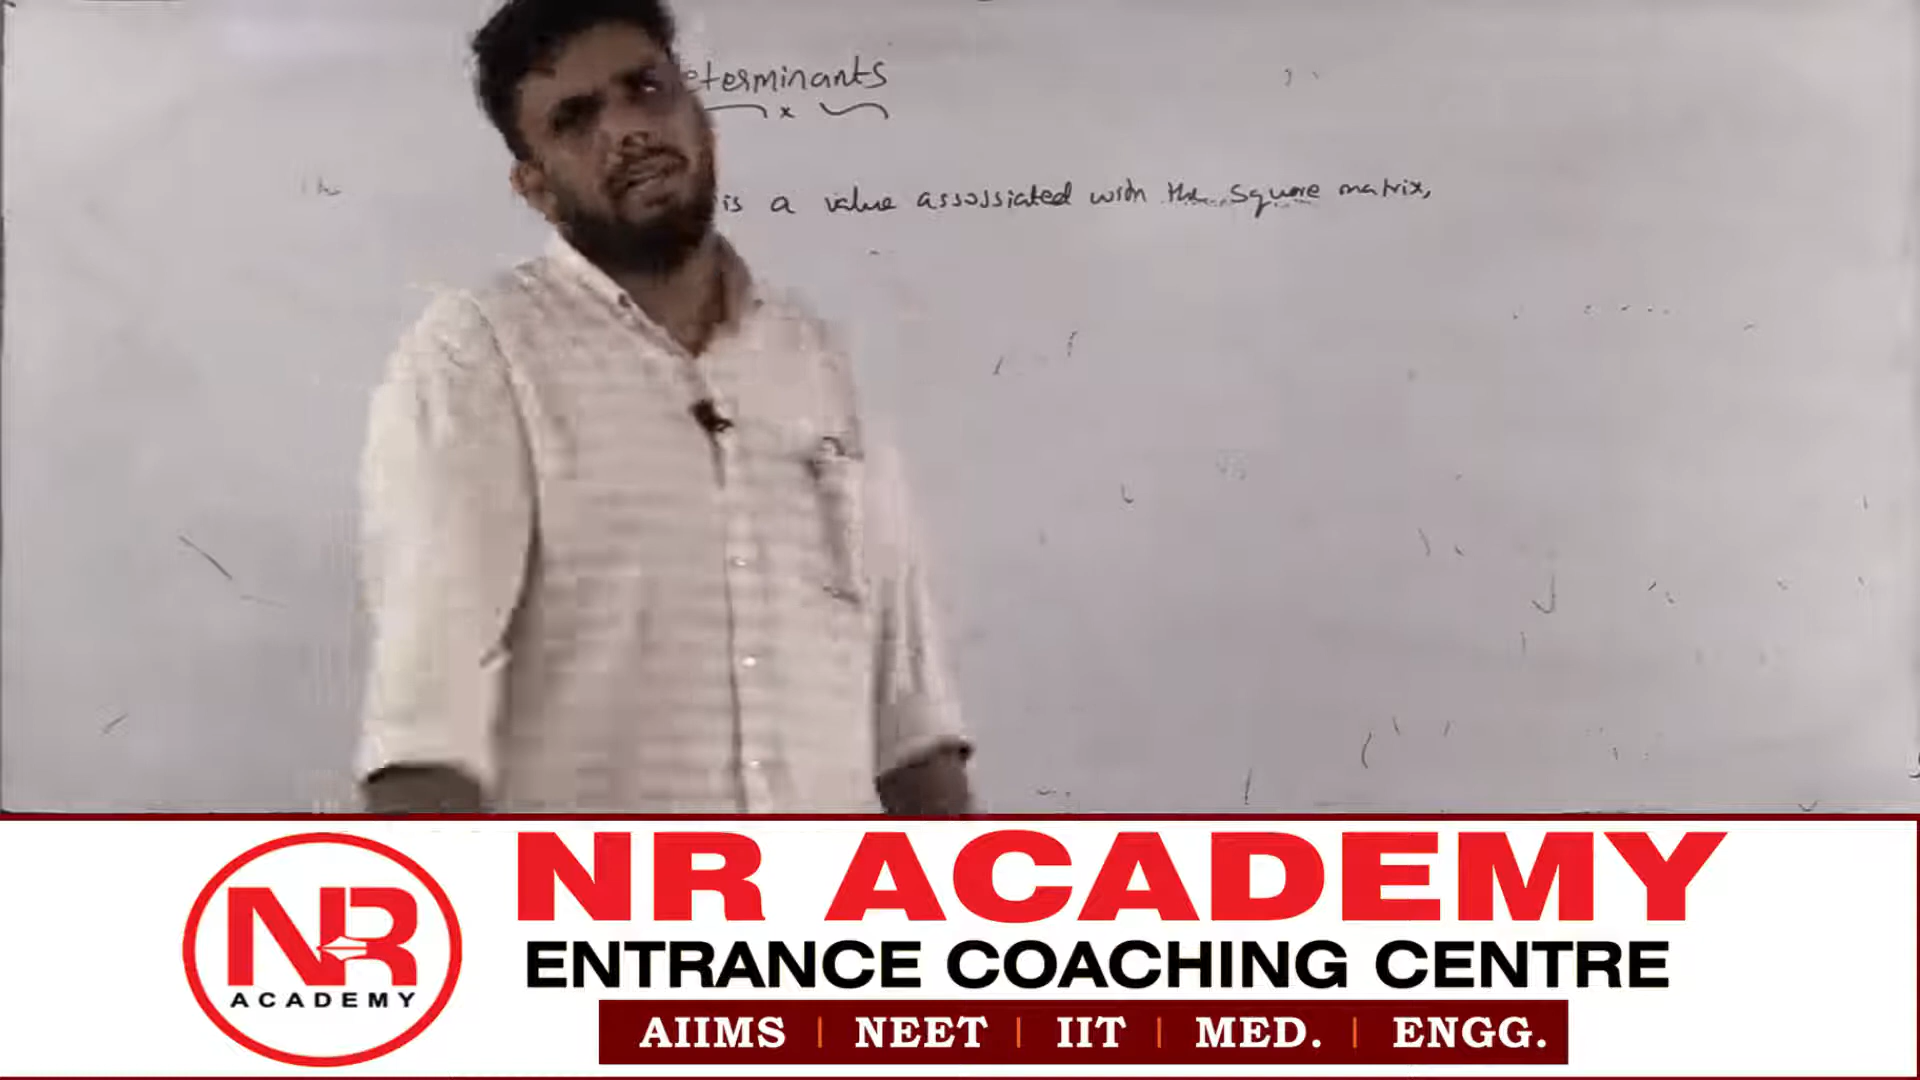 eterminants
is a value assossiated with the square matrix,
NR
ACADEMY
NR ACADEMY
ENTRANCE COACHING CENTRE
AIIMS | NEET | IIT | MED. | ENGG.